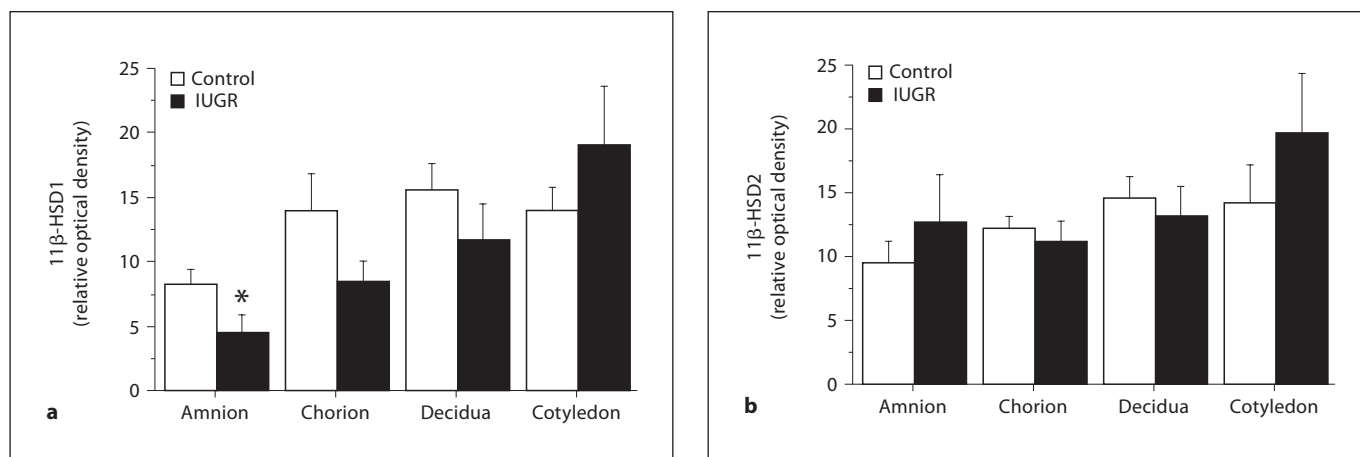 25
20
15
10
5
0
11β-HSD1
(relative optical density)
Control
IUGR
*
Amnion Chorion Decidua Cotyledon
a
25
20
15
10
5
0
11β-HSD2
(relative optical density)
Control
IUGR
Amnion Chorion Decidua Cotyledon
b